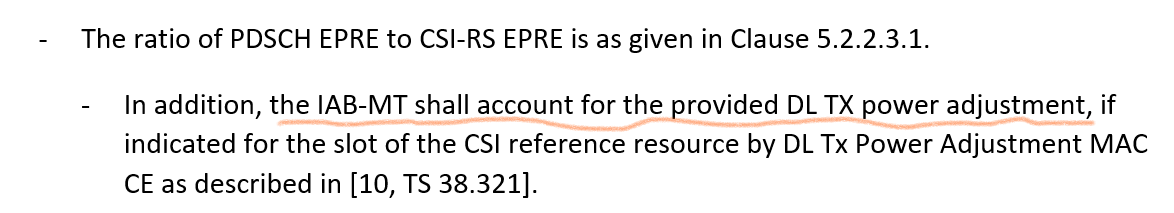 - The ratio of PDSCH EPRE to CSI-RS EPRE is as given in Clause 5.2.2.3.1.
- In addition, the IAB-MT shall account for the provided DL TX power adjustment, if
indicated for the slot of the CSI reference resource by DL Tx Power Adjustment MAC
CE as described in [10, TS 38.321].